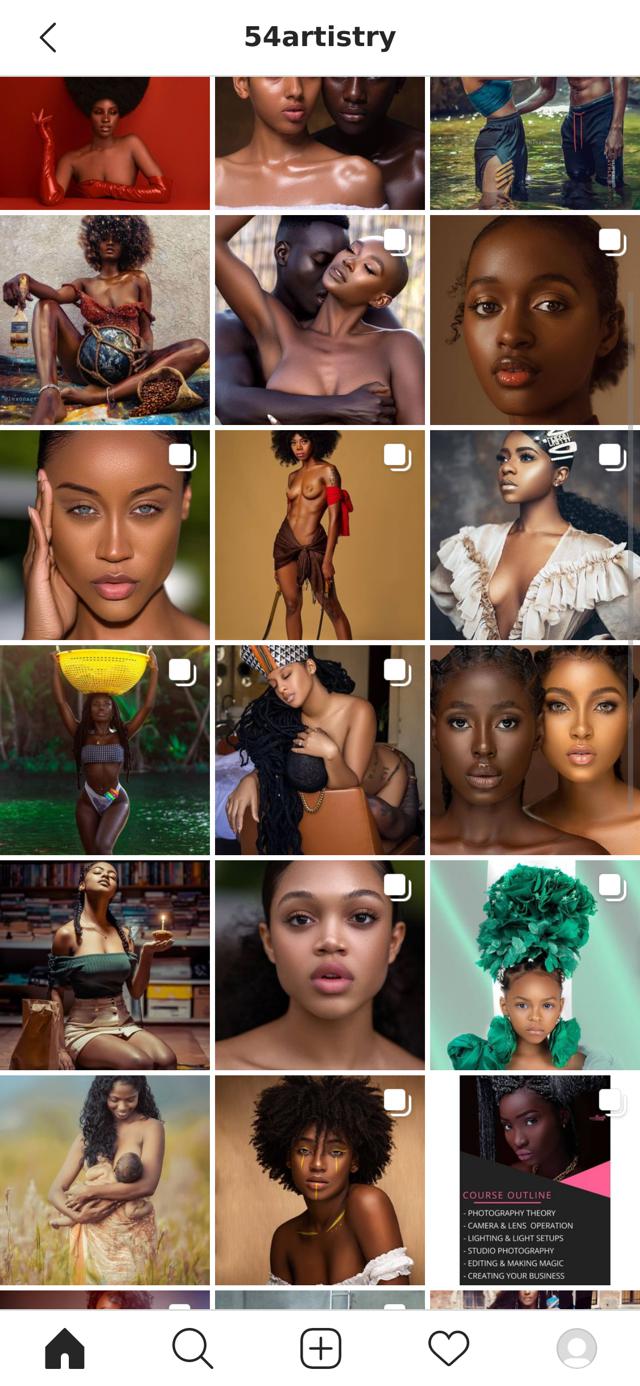 54artistry
COURSE OUTLINE
- PHOTOGRAPHY THEORY
- CAMERA & LENS OPERATION
- LIGHTING & LIGHT SETUPS
- STUDIO PHOTOGRAPHY
- EDITING & MAKING MAGIC
- CREATING YOUR BUSINESS